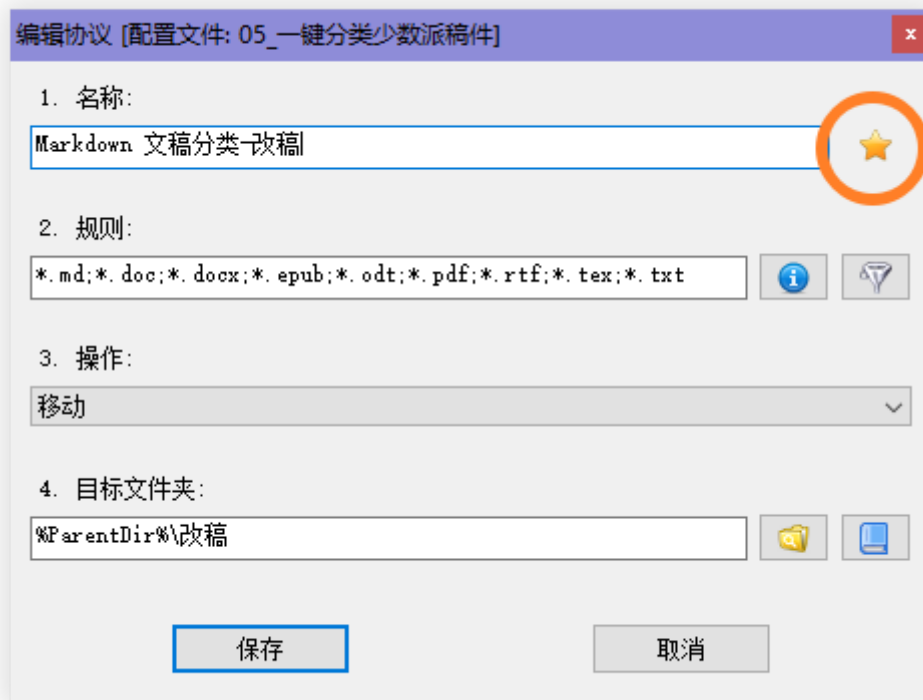 编辑协议 [配置文件: 05_一键分类少数派稿件]
x
1. 名称:
Markdown 文稿分类-改稿
2. 规则:
*.md;*.doc;*.docx;*.epub;*.odt;*.pdf;*.rtf;*.tex;*.txt
3. 操作:
移动
4. 目标文件夹:
%ParentDir%\改稿
保存 取消